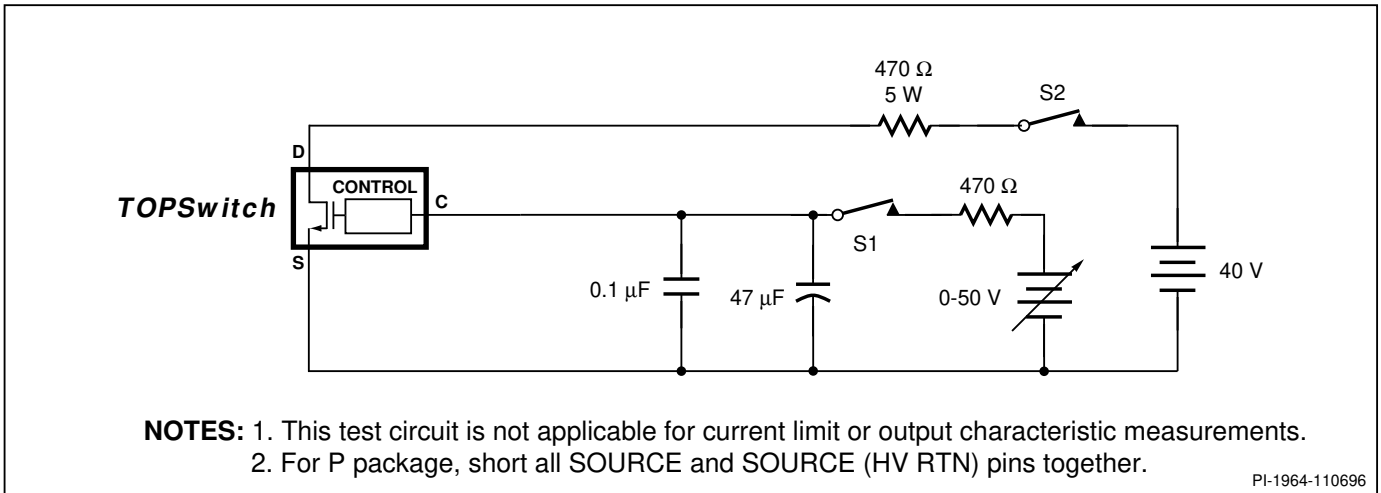 470 Ω
5 W
S2
D
CONTROL
TOPSwitch
C
470 Ω
S1
S
0.1 µF
47 µF
0-50 V
40 V
NOTES: 1. This test circuit is not applicable for current limit or output characteristic measurements.
2. For P package, short all SOURCE and SOURCE (HV RTN) pins together.
PI-1964-110696